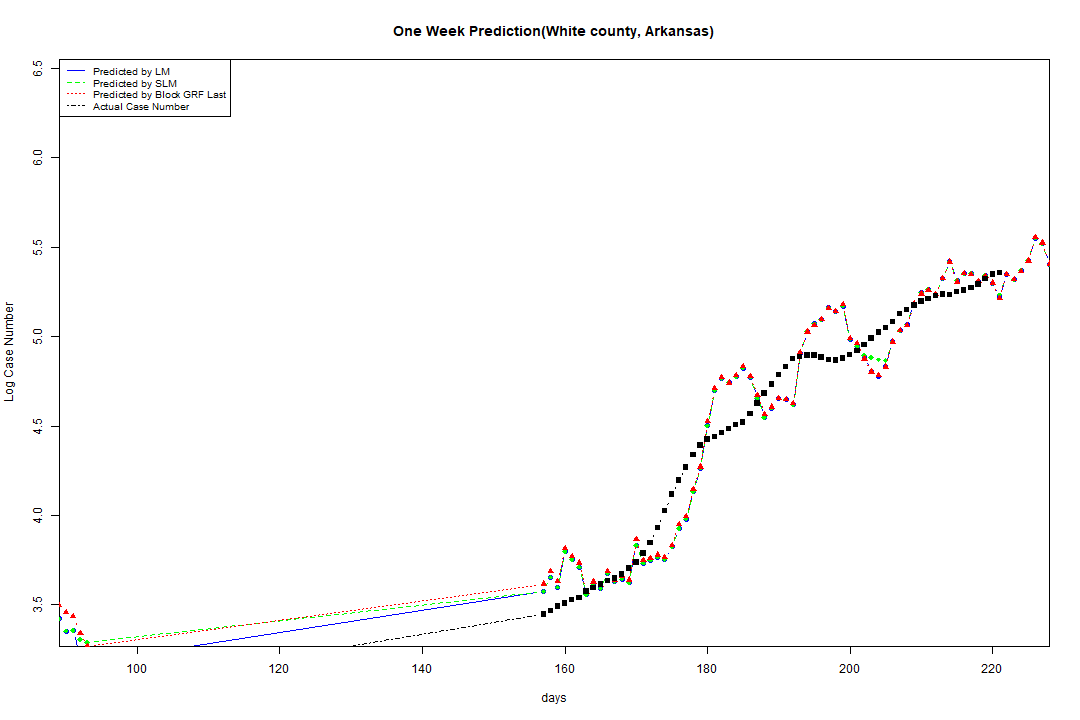 One Week Prediction(White county, Arkansas)
Predicted by LM
Predicted by SLM
Predicted by Block GRF Last
Actual Case Number
6.5
6.0
5.5
5.0
4.5
4.0
3.5
Log Case Number
100 120 140 160 180 200 220
days